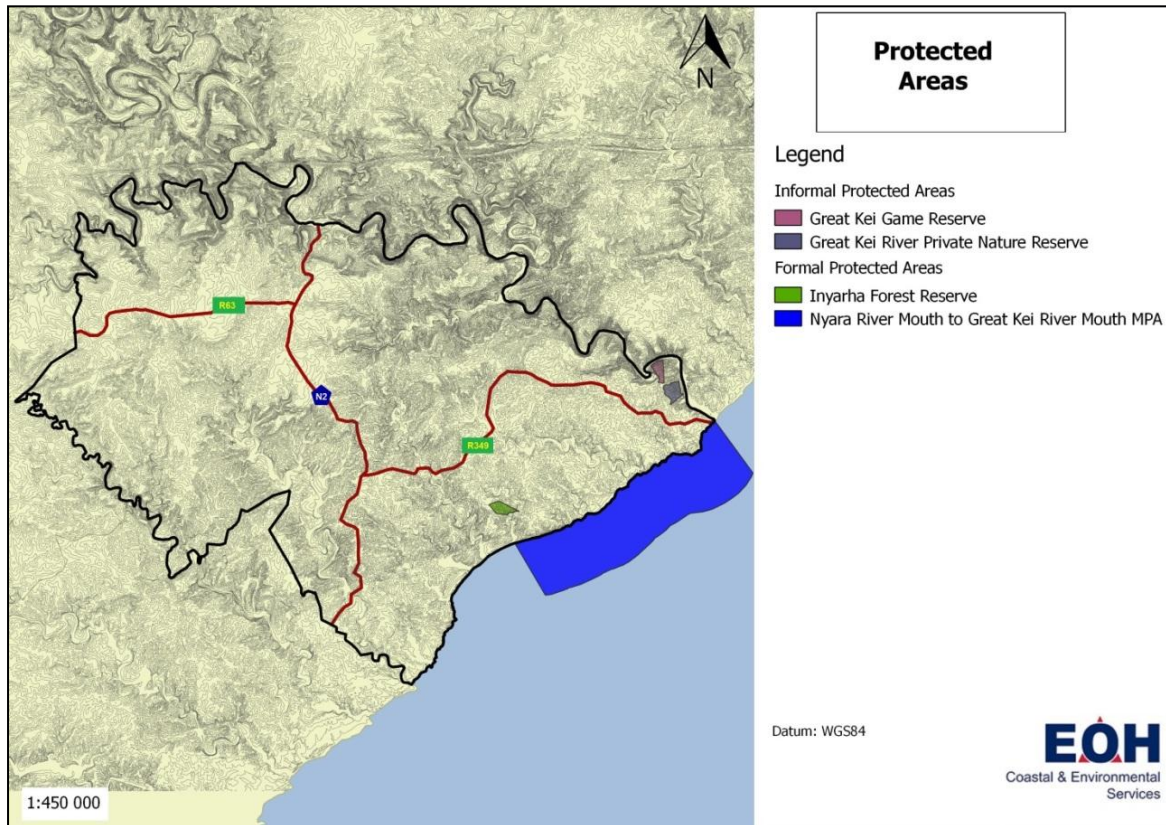 Protected
Areas
N
Legend
Informal Protected Areas
Great Kei Game Reserve
Great Kei River Private Nature Reserve
Formal Protected Areas
Inyarha Forest Reserve
Nyara River Mouth to Great Kei River Mouth MPA
R63
N2
R349
Datum: WGS84
EOH
Coastal & Environmental
Services
1:450 000